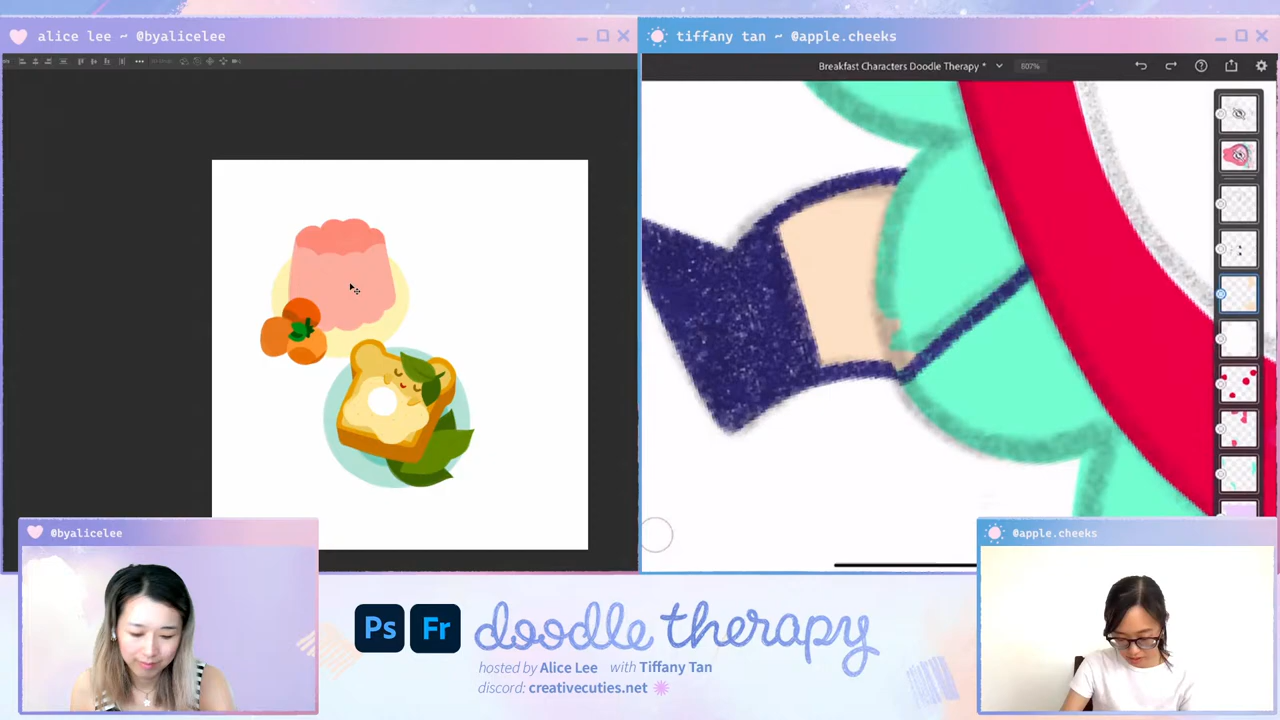 alice lee ~ @byalicelee
tiffany tan ~ @apple.cheeks
Breakfast Characters Doodle Therapy *
607%
@byalicelee
@apple.cheeks
Ps Fr doodle therapy
hosted by Alice Lee with Tiffany Tan
discord: creativecuties.net